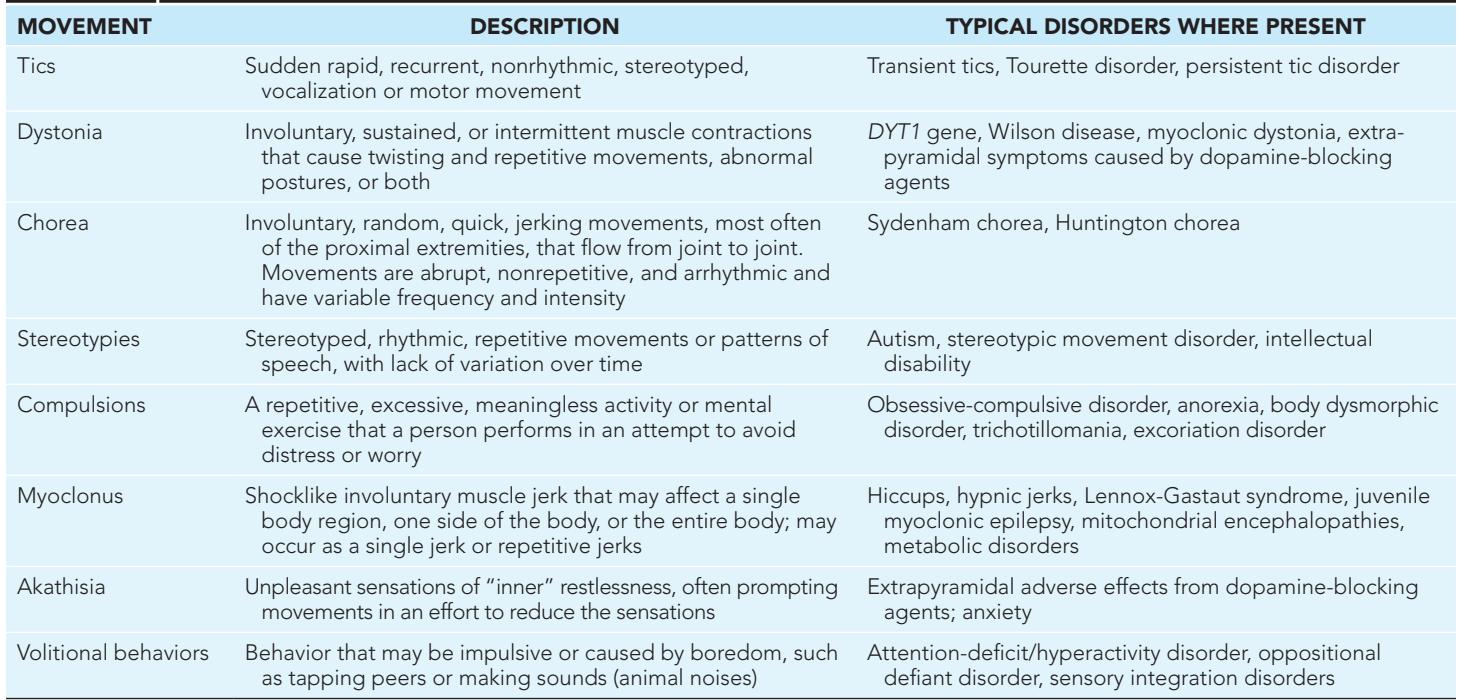 MOVEMENT DESCRIPTION TYPICAL DISORDERS WHERE PRESENT
Tics
Sudden rapid, recurrent, nonrhythmic, stereotyped,
vocalization or motor movement
Transient tics, Tourette disorder, persistent tic disorder
Dystonia
Involuntary, sustained, or intermittent muscle contractions
that cause twisting and repetitive movements, abnormal
postures, or both
DYT1 gene, Wilson disease, myoclonic dystonia, extra-
pyramidal symptoms caused by dopamine-blocking
agents
Chorea
Involuntary, random, quick, jerking movements, most often
of the proximal extremities, that flow from joint to joint.
Movements are abrupt, nonrepetitive, and arrhythmic and
have variable frequency and intensity
Sydenham chorea, Huntington chorea
Stereotypies
Stereotyped, rhythmic, repetitive movements or patterns of
speech, with lack of variation over time
Autism, stereotypic movement disorder, intellectual
disability
Compulsions
A repetitive, excessive, meaningless activity or mental
exercise that a person performs in an attempt to avoid
distress or worry
Obsessive-compulsive disorder, anorexia, body dysmorphic
disorder, trichotillomania, excoriation disorder
Myoclonus
Shocklike involuntary muscle jerk that may affect a single
body region, one side of the body, or the entire body; may
occur as a single jerk or repetitive jerks
Hiccups, hypnic jerks, Lennox-Gastaut syndrome, juvenile
myoclonic epilepsy, mitochondrial encephalopathies,
metabolic disorders
Akathisia
Unpleasant sensations of “inner” restlessness, often prompting
movements in an effort to reduce the sensations
Extrapyramidal adverse effects from dopamine-blocking
agents; anxiety
Volitional behaviors
Behavior that may be impulsive or caused by boredom, such
as tapping peers or making sounds (animal noises)
Attention-deficit/hyperactivity disorder, oppositional
defiant disorder, sensory integration disorders